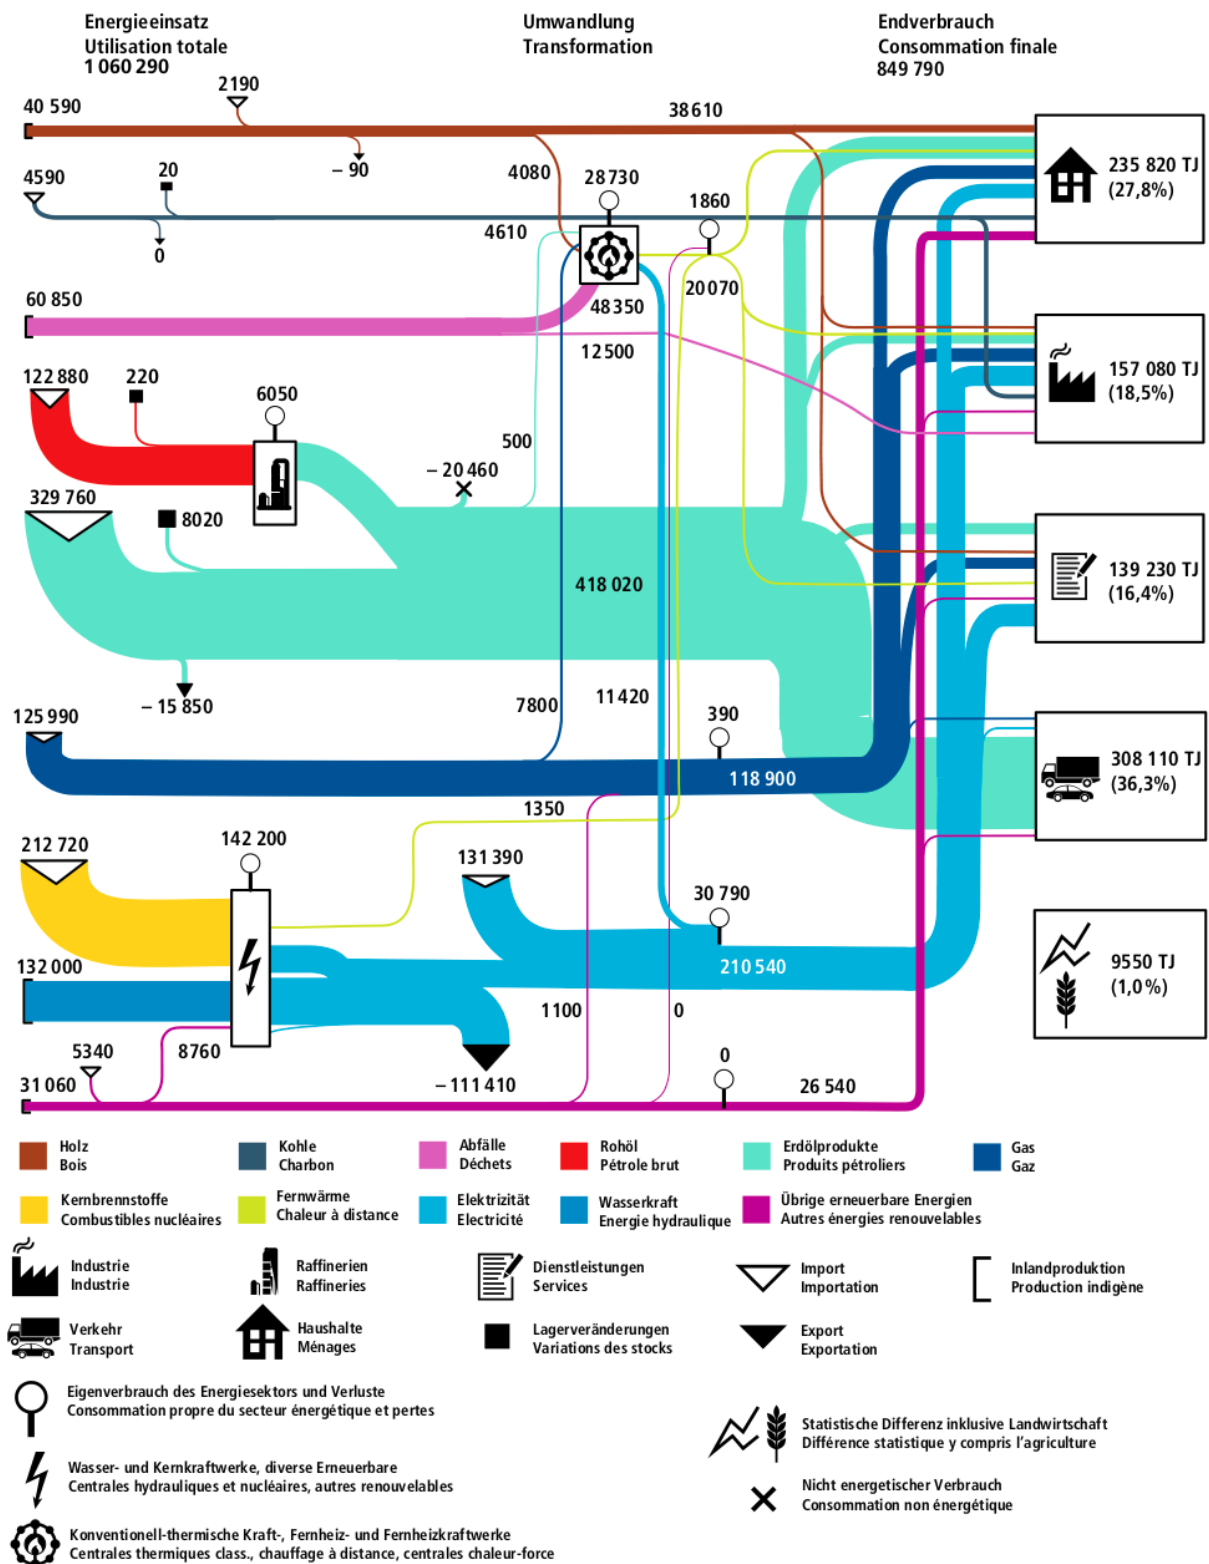 Energieeinsatz
Utilisation totale
1 060 290
Umwandlung
Transformation
Endverbrauch
Consommation finale
849 790
2190
40 590
38 610
– 90
4080
28 730
235 820 TJ
(27,8%)
4590
20
1860
4610
0
60 850
48 350
20 070
12 500
122 880
220
6050
157 080 TJ
(18,5%)
500
– 20 460
329 760
8020
418 020
139 230 TJ
(16,4%)
– 15 850
7800
11 420
125 990
390
118 900
308 110 TJ
(36,3%)
1350
212 720
142 200
131 390
30 790
132 000
210 540
9550 TJ
(1,0%)
1100
0
5340
8760
0
31 060
– 111 410
26 540
Holz
Bois
Kohle
Charbon
Abfälle
Déchets
Rohöl
Pétrole brut
Erdölprodukte
Produits pétroliers
Gas
Gaz
Kernbrennstoffe
Combustibles nucléaires
Fernwärme
Chaleur à distance
Elektrizität
Electricité
Wasserkraft
Energie hydraulique
Übrige erneuerbare Energien
Autres énergies renouvelables
Industrie
Industrie
Raffinerien
Raffineries
Dienstleistungen
Services
Import
Importation
Inlandproduktion
Production indigène
Verkehr
Transport
Haushalte
Ménages
Lagerveränderungen
Variations des stocks
Export
Exportation
Eigenverbrauch des Energiesektors und Verluste
Consommation propre du secteur énergétique et pertes
Statistische Differenz inklusive Landwirtschaft
Différence statistique y compris l'agriculture
Wasser- und Kernkraftwerke, diverse Erneuerbare
Centrales hydrauliques et nucléaires, autres renouvelables
Nicht energetischer Verbrauch
Consommation non énergétique
Konventionell-thermische Kraft-, Fernheiz- und Fernheizkraftwerke
Centrales thermiques class., chauffage à distance, centrales chaleur-force